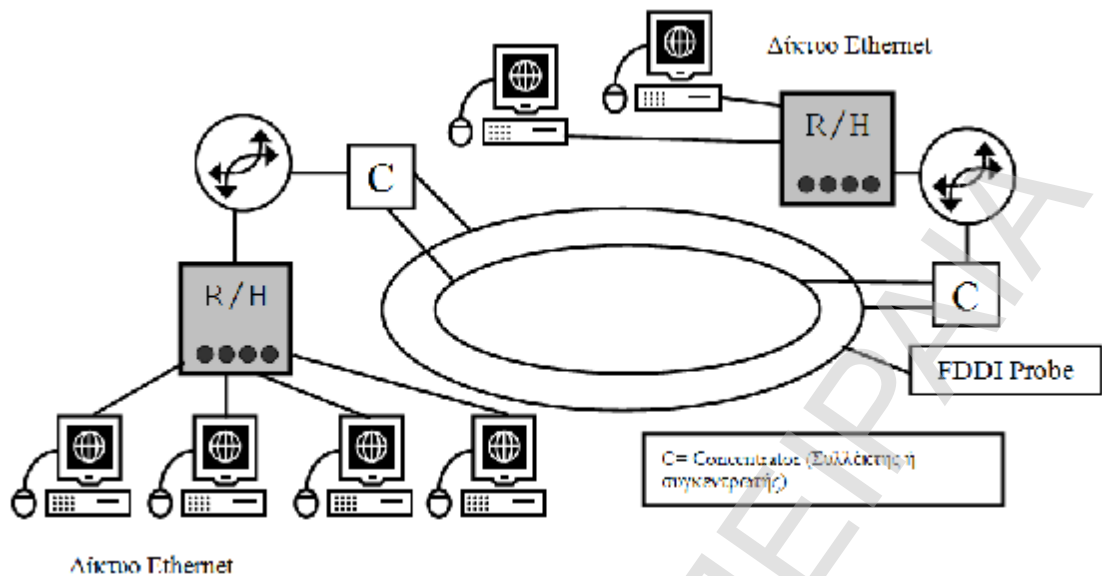 Δίκτυο Ethernet
R/H
C
R/H
C
FDDI Probe
C= Concentrator (Συλλέκτης ή
συγκεντρωτής)
Δίκτυο Ethernet